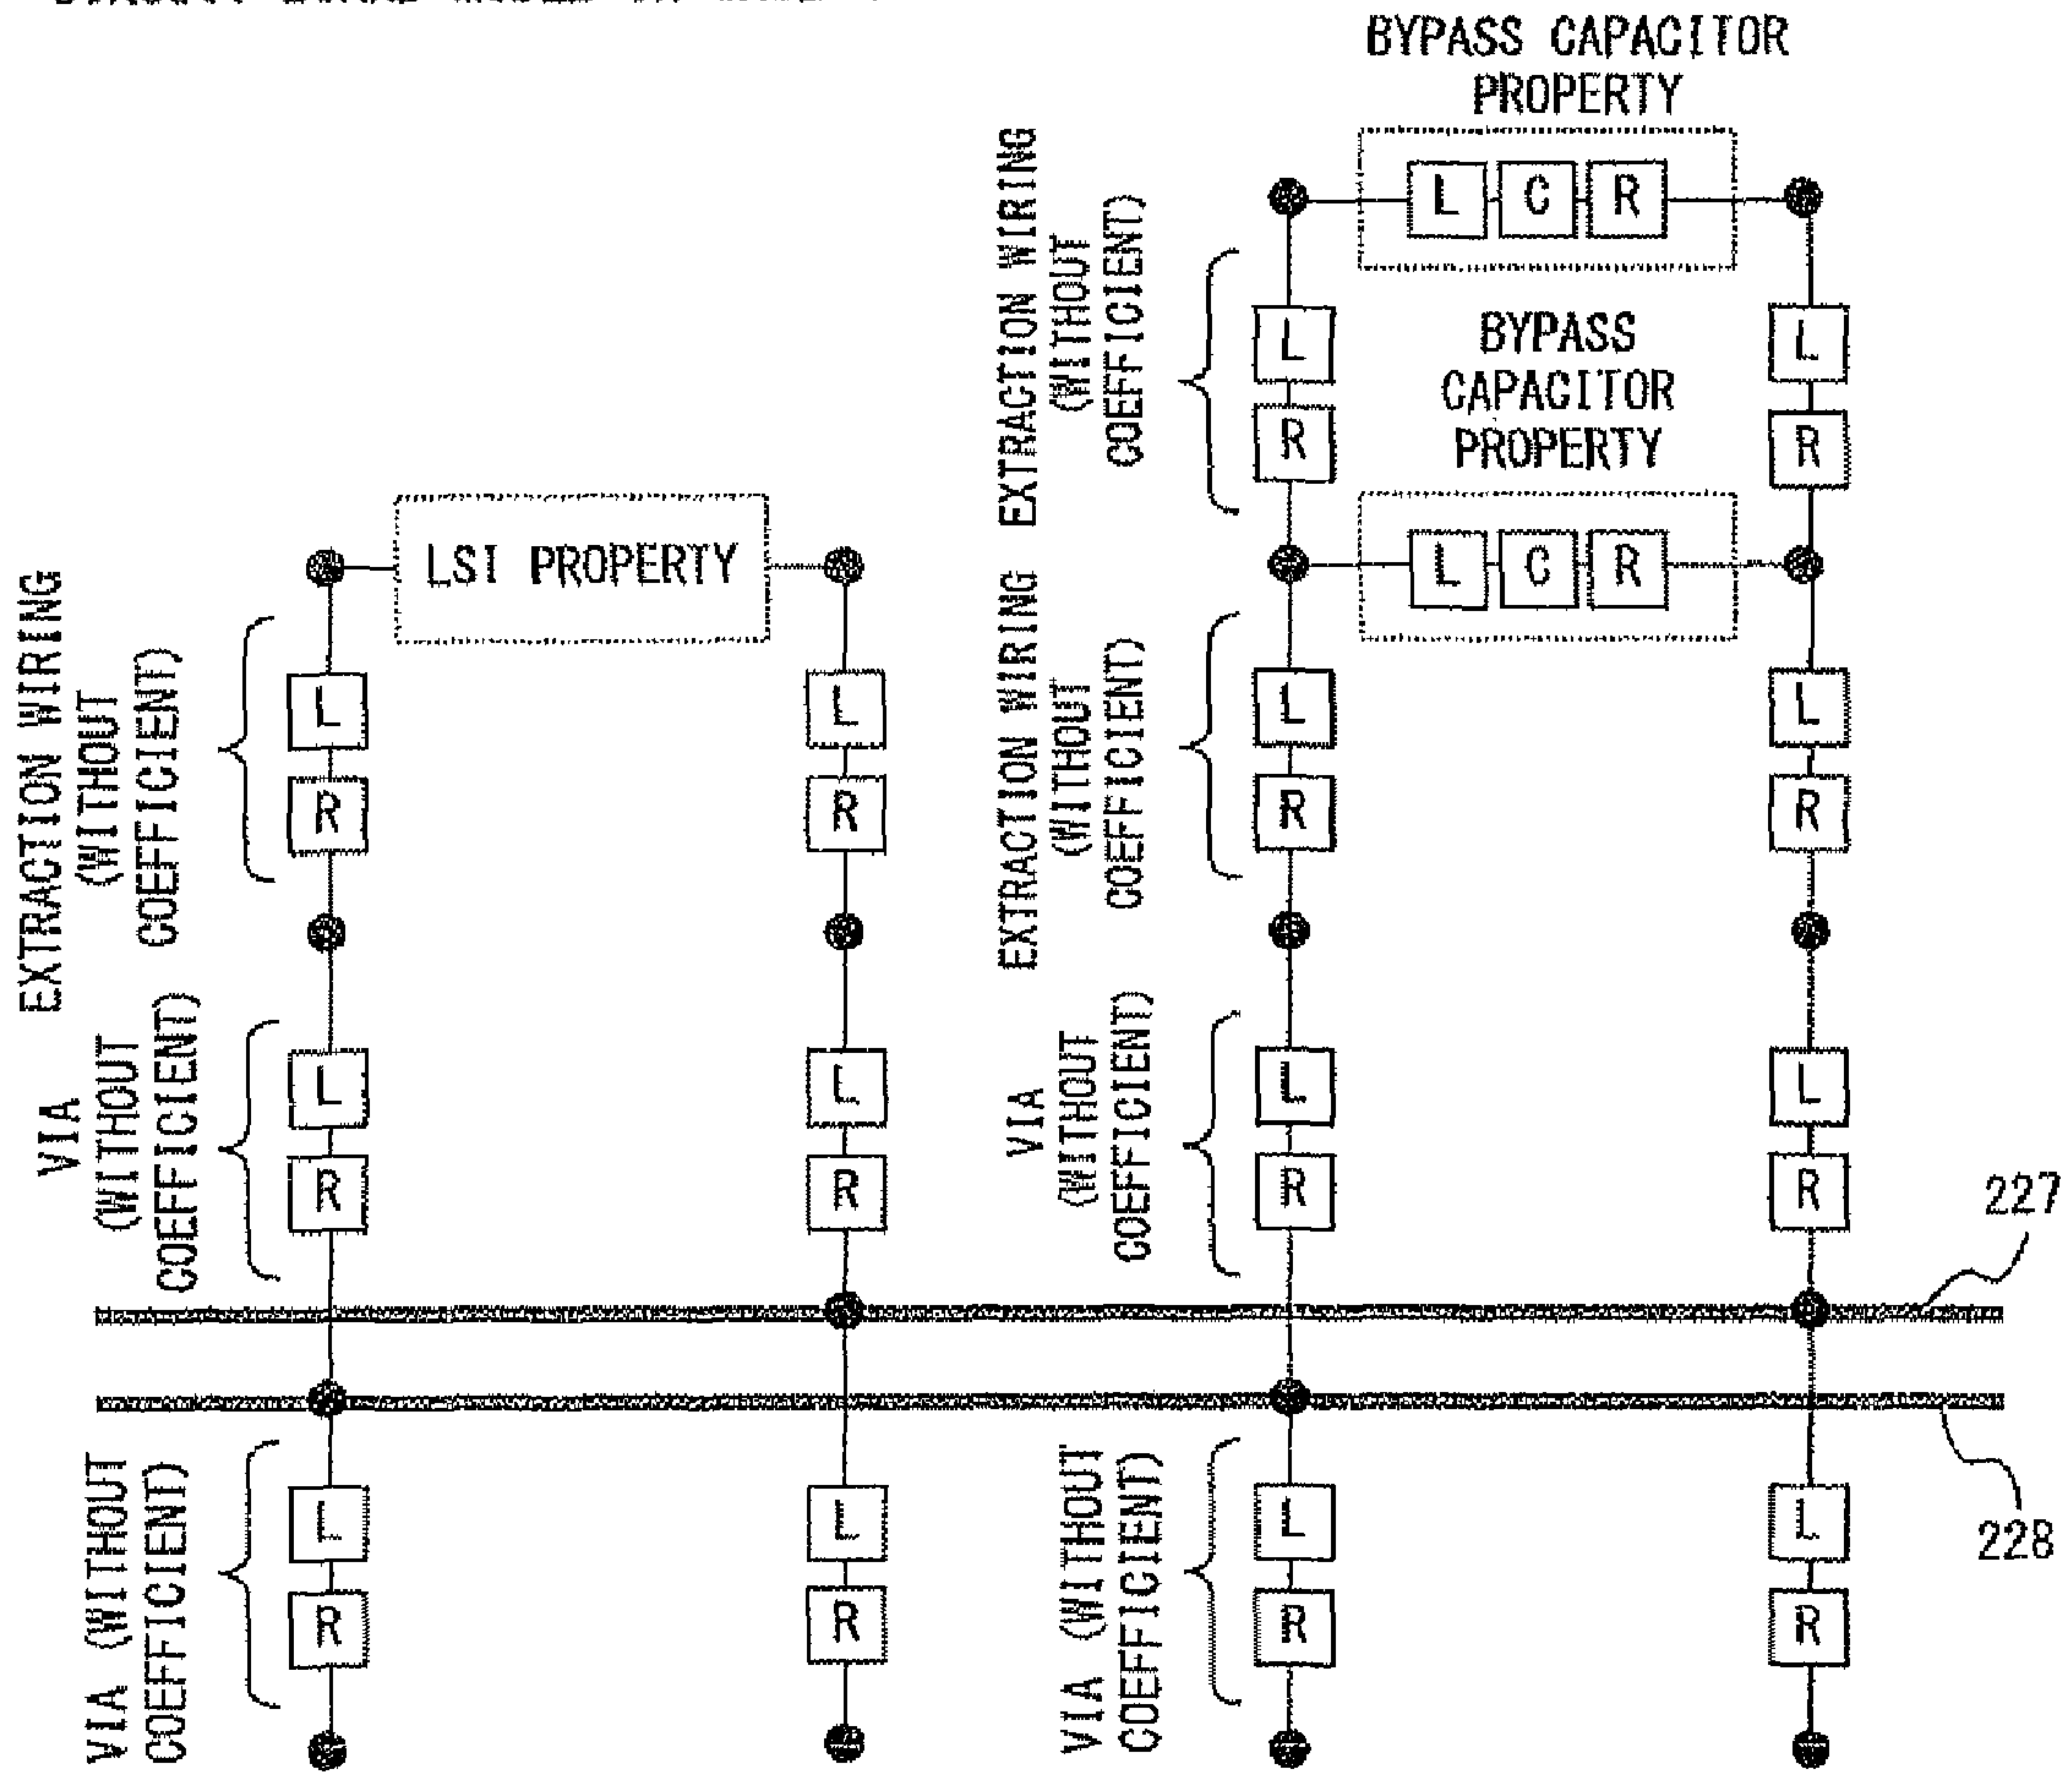 BYPASS CAPACITOR
PROPERTY
L C R
EXTRACTION WIRING
(WITHOUT
COEFFICIENT)
L
R
L
R
BYPASS
CAPACITOR
PROPERTY
L C R
LSI PROPERTY
EXTRACTION WIRING
(WITHOUT
COEFFICIENT)
L
R
L
R
EXTRACTION WIRING
(WITHOUT
COEFFICIENT)
L
R
L
R
VIA
(WITHOUT
COEFFICIENT)
L
R
L
R
VIA
(WITHOUT
COEFFICIENT)
L
R
L
R
227
228
VIA (WITHOUT
COEFFICIENT)
L
R
L
R
VIA (WITHOUT
COEFFICIENT)
L
R
L
R